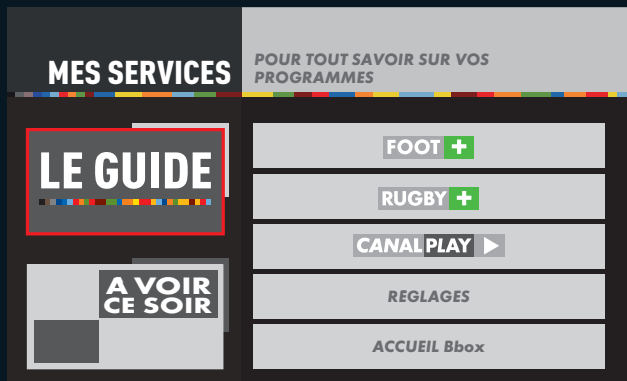 MES SERVICES
POUR TOUT SAVOIR SUR VOS
PROGRAMMES
LE GUIDE
A VOIR
CE SOIR
FOOT +
RUGBY +
CANALPLAY
REGLAGES
ACCUEIL Bbox